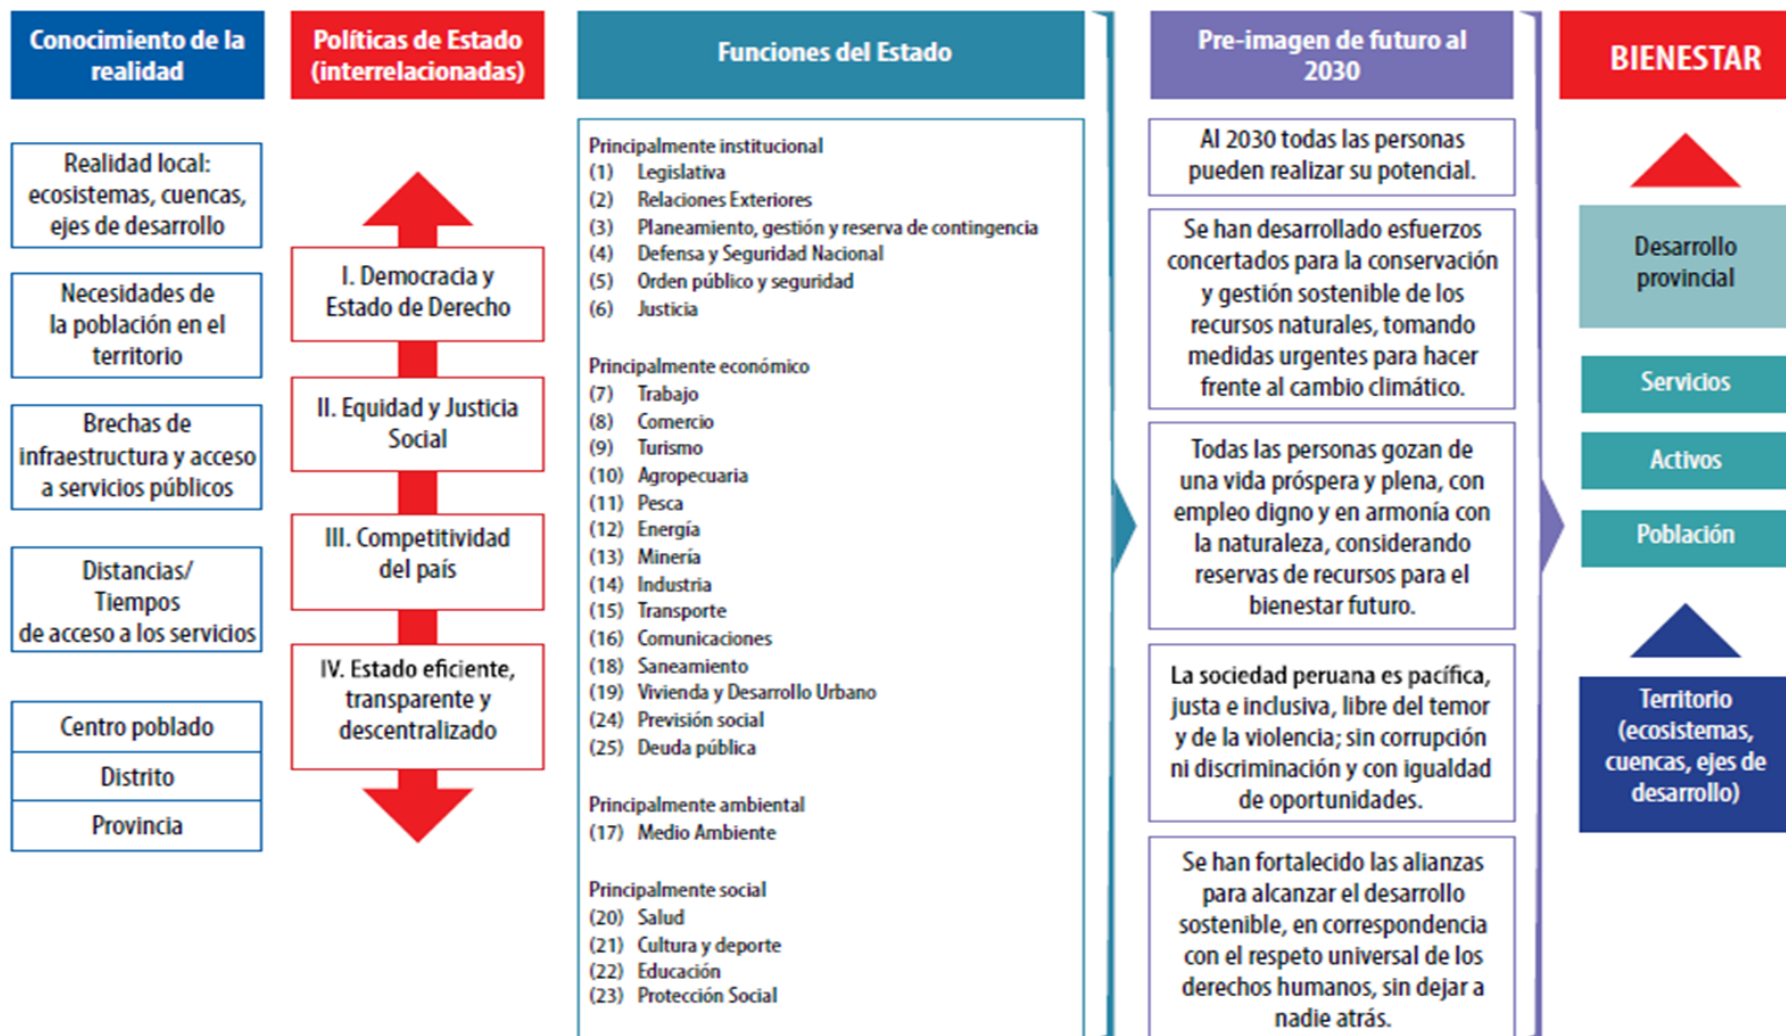 Conocimiento de la
realidad
Realidad local:
ecosistemas, cuencas,
ejes de desarrollo
Necesidades de
la población en el
territorio
Brechas de
infraestructura y acceso
a servicios públicos
Distancias/
Tiempos
de acceso a los servicios
Centro poblado
Distrito
Provincia
Políticas de Estado
(interrelacionadas)
I. Democracia y
Estado de Derecho
II. Equidad y Justicia
Social
III. Competitividad
del país
IV. Estado eficiente,
transparente y
descentralizado
Funciones del Estado
Principalmente institucional
(1) Legislativa
(2) Relaciones Exteriores
(3) Planeamiento, gestión y reserva de contingencia
(4) Defensa y Seguridad Nacional
(5) Orden público y seguridad
(6) Justicia
Principalmente económico
(7) Trabajo
(8) Comercio
(9) Turismo
(10) Agropecuaria
(11) Pesca
(12) Energía
(13) Minería
(14) Industria
(15) Transporte
(16) Comunicaciones
(18) Saneamiento
(19) Vivienda y Desarrollo Urbano
(24) Previsión social
(25) Deuda pública
Principalmente ambiental
(17) Medio Ambiente
Principalmente social
(20) Salud
(21) Cultura y deporte
(22) Educación
(23) Protección Social
Pre-imagen de futuro al
2030
Al 2030 todas las personas
pueden realizar su potencial.
Se han desarrollado esfuerzos
concertados para la conservación
y gestión sostenible de los
recursos naturales, tomando
medidas urgentes para hacer
frente al cambio climático.
Todas las personas gozan de
una vida próspera y plena, con
empleo digno y en armonía con
la naturaleza, considerando
reservas de recursos para el
bienestar futuro.
La sociedad peruana es pacífica,
justa e inclusiva, libre del temor
y de la violencia; sin corrupción
ni discriminación y con igualdad
de oportunidades.
Se han fortalecido las alianzas
para alcanzar el desarrollo
sostenible, en correspondencia
con el respeto universal de los
derechos humanos, sin dejar a
nadie atrás.
BIENESTAR
Desarrollo
provincial
Servicios
Activos
Población
Territorio
(ecosistemas,
cuencas, ejes de
desarrollo)